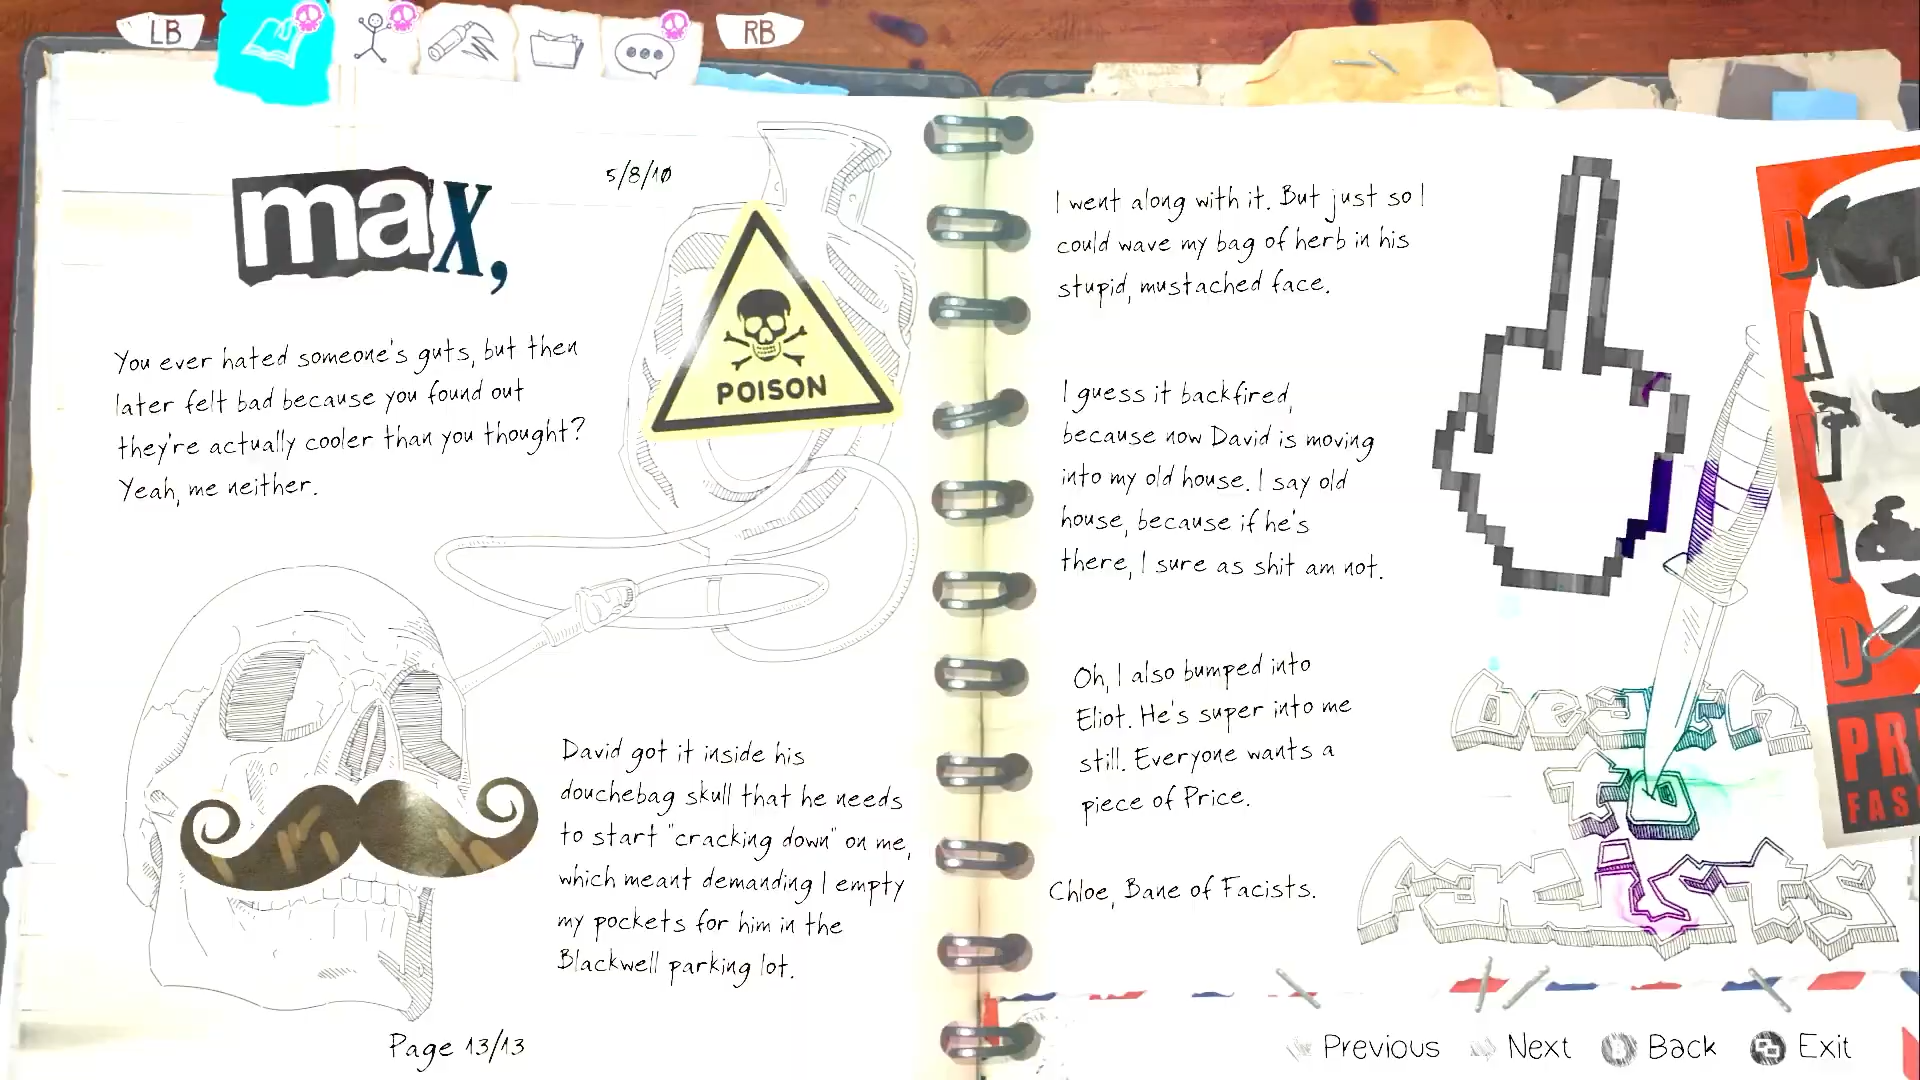 LB
RB
max,
5/8/10
POISON
You ever hated someone's guts, but then
later felt bad because you found out
they're actually cooler than you thought?
Yeah, me neither.
David got it inside his
douchebag skull that he needs
to start "cracking down" on me,
which meant demanding I empty
my pockets for him in the
Blackwell parking lot.
Page 13/13
I went along with it. But just so I
could wave my bag of herb in his
stupid, mustached face.
I guess it backfired,
because now David is moving
into my old house. I say old
house, because if he's
there, I sure as shit am not.
Oh, I also bumped into
Eliot. He's super into me
still. Everyone wants a
piece of Price.
Chloe, Bane of Facists.
Death
to
DAVID
PRI
FAS
Previous
Next
Back
Exit